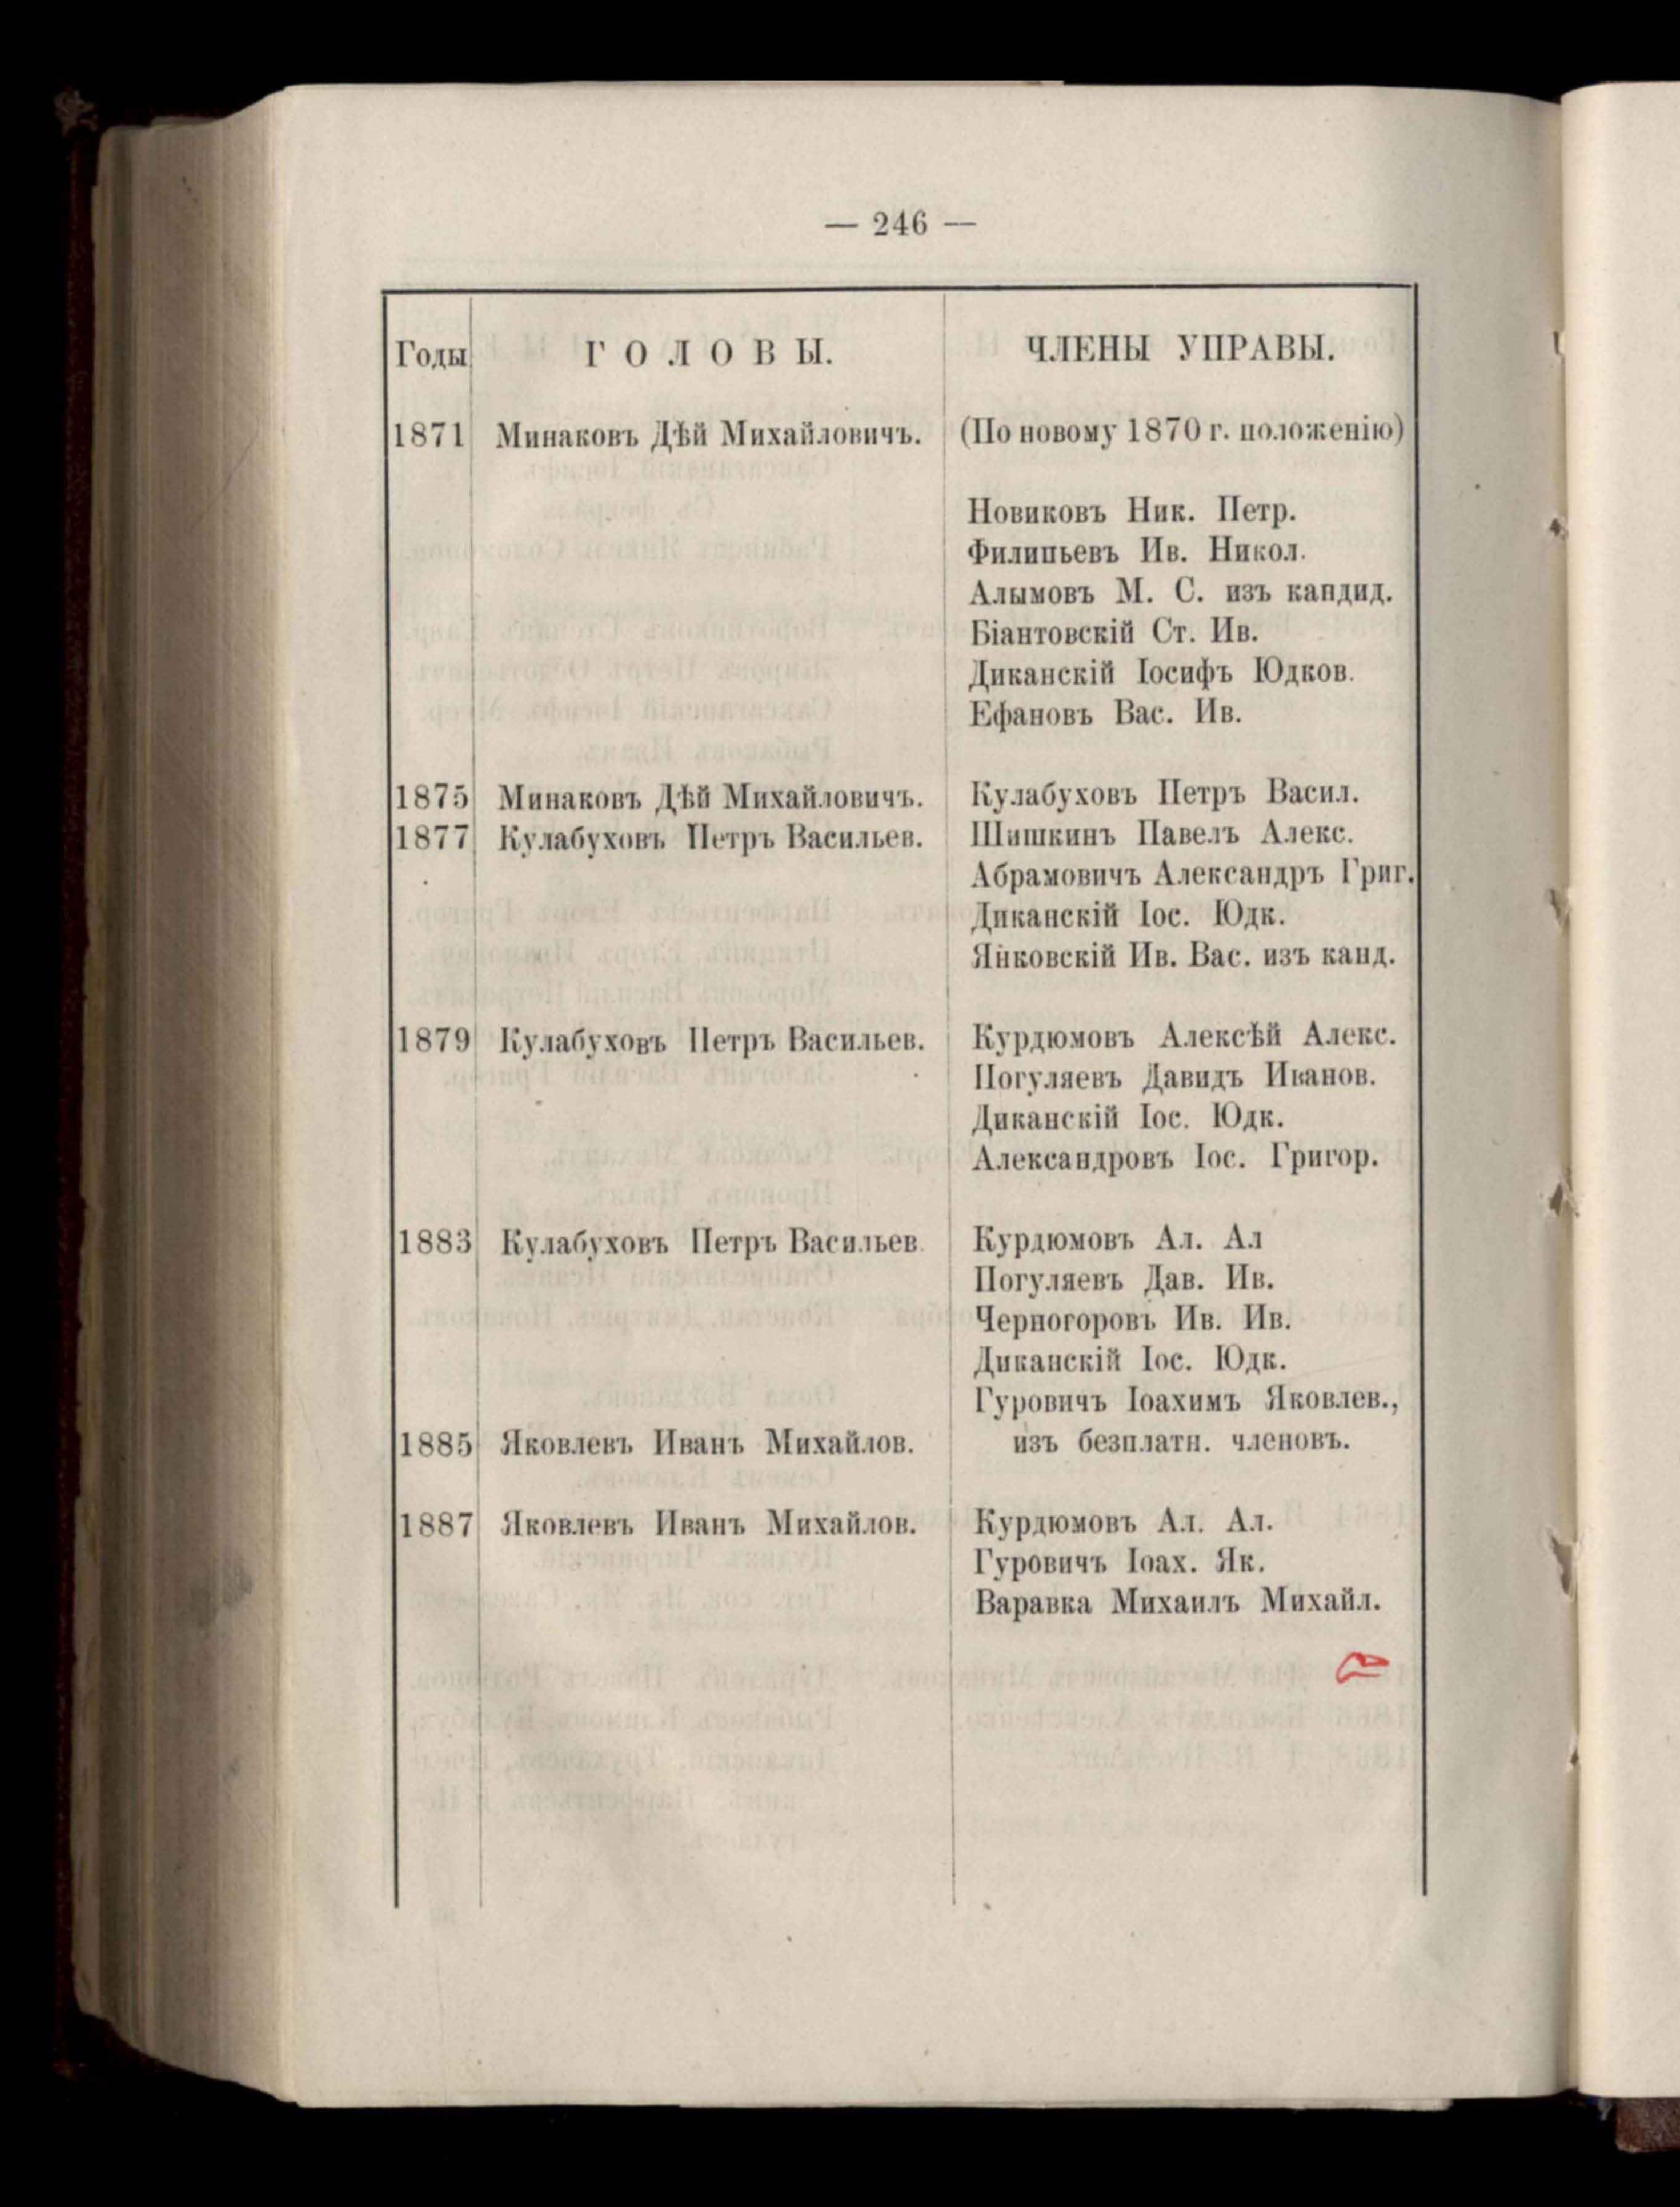 — 246 —
Годы Г О Л О В Ы. ЧЛЕНЫ УПРАВЫ.
1871 Минаковъ Дѣй Михайловичъ. (По новому 1870 г. положенію)
Новиковъ Ник. Петр.
Филипьевъ Ив. Никол.
Алымовъ М. С. изъ кандид.
Біантовскій Ст. Ив.
Диканскій Іосифъ Юдков.
Ефановъ Вас. Ив.
1875 Минаковъ Дѣй Михайловичъ. Кулабуховъ Петръ Васил.
1877 Кулабуховъ Петръ Васильев. Шишкинъ Павелъ Алекс.
Абрамовичъ Александръ Григ.
Диканскій Іос. Юдк.
Янковскій Ив. Вас. изъ канд.
1879 Кулабуховъ Петръ Васильев. Курдюмовъ Алексѣй Алекс.
Погуляевъ Давидъ Иванов.
Диканскій Іос. Юдк.
Александровъ Іос. Григор.
1883 Кулабуховъ Петръ Васильев. Курдюмовъ Ал. Ал
Погуляевъ Дав. Ив.
Черногоровъ Ив. Ив.
Диканскій Іос. Юдк.
Гуровичъ Іоахимъ Яковлев.,
1885 Яковлевъ Иванъ Михайлов. изъ безплатн. членовъ.
1887 Яковлевъ Иванъ Михайлов. Курдюмовъ Ал. Ал.
Гуровичъ Іоах. Як.
Варавка Михаилъ Михайл.